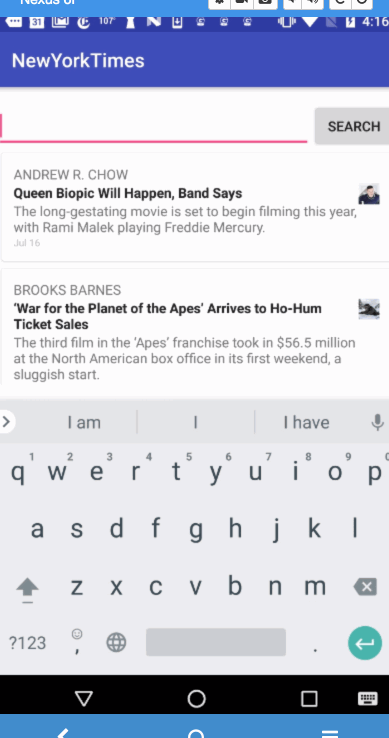 31 107° 4:16
NewYorkTimes
SEARCH
ANDREW R. CHOW
Queen Biopic Will Happen, Band Says
The long-gestating movie is set to begin filming this year,
with Rami Malek playing Freddie Mercury.
Jul 16
BROOKS BARNES
‘War for the Planet of the Apes’ Arrives to Ho-Hum
Ticket Sales
The third film in the ‘Apes’ franchise took in $56.5 million
at the North American box office in its first weekend, a
sluggish start.
I am I I have
1 2 3 4 5 6 7 8 9
q w e r t y u i o p
a s d f g h j k l
z x c v b n m
?123 , .